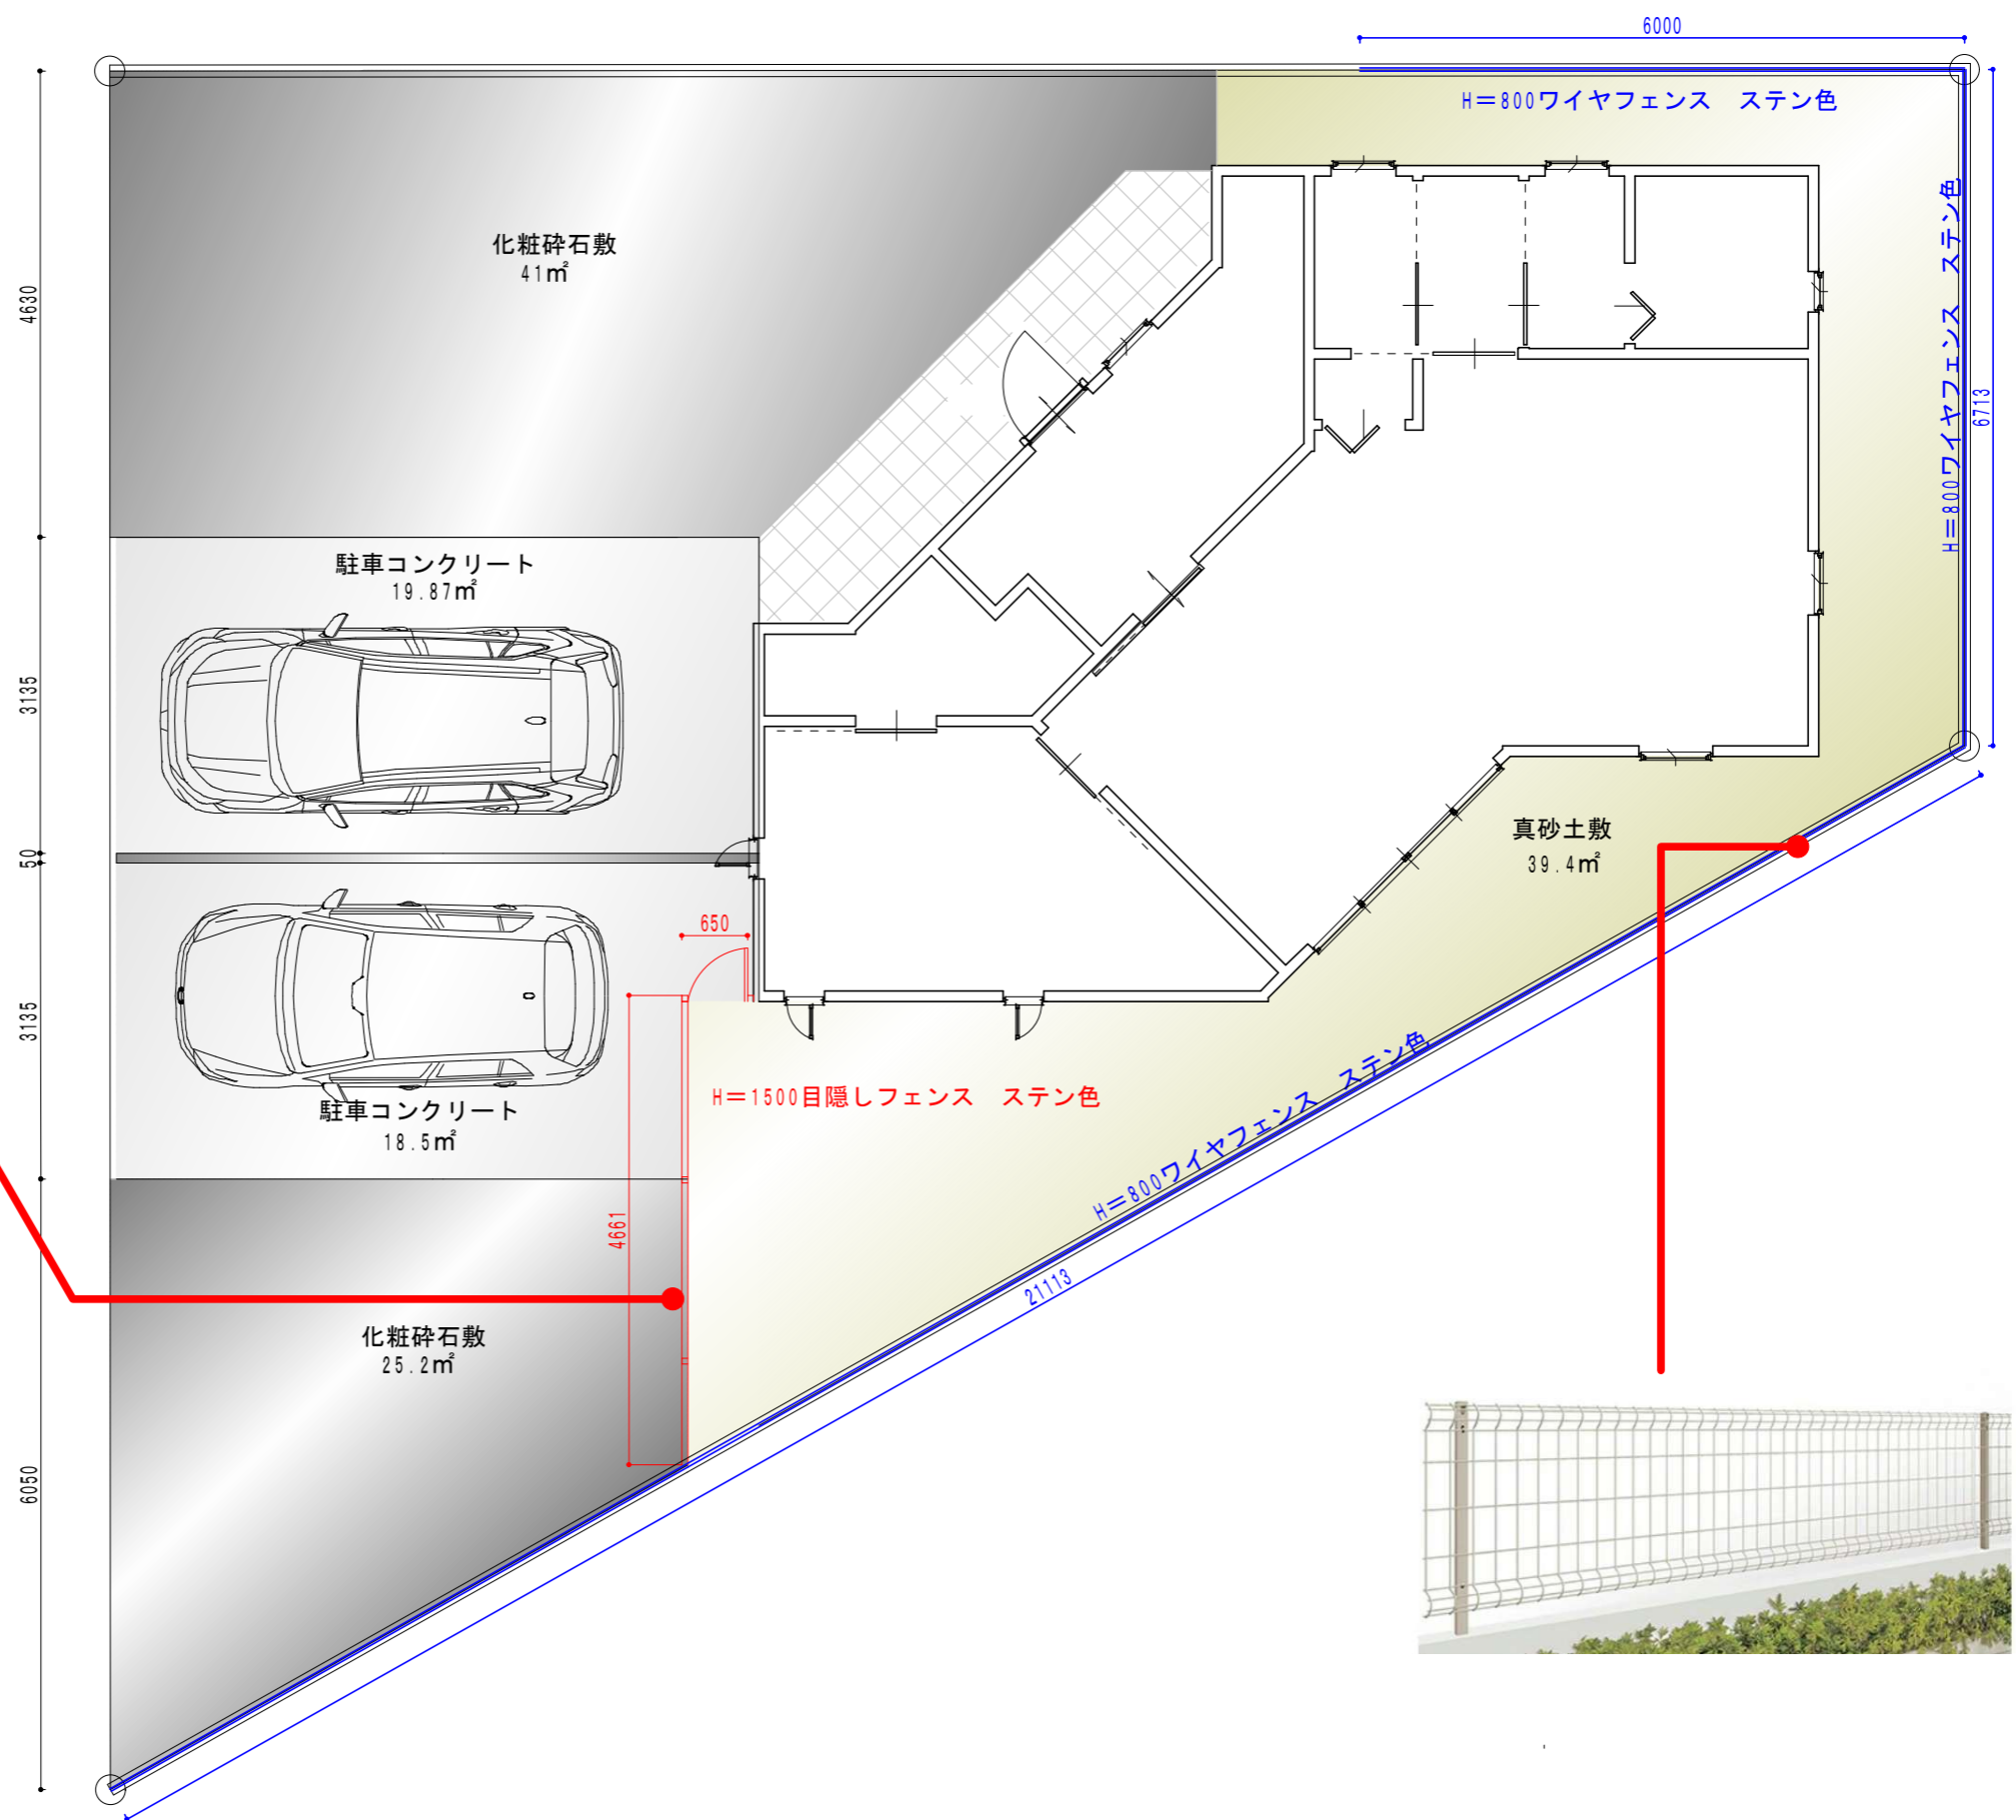 6000
H=800ワイヤフェンス　ステン色
H=800ワイヤフェンス　ステン色
6713
化粧砕石敷
41㎡
4630
駐車コンクリート
19.87㎡
3135
50
真砂土敷
39.4㎡
650
3135
H=1500目隠しフェンス　ステン色
駐車コンクリート
18.5㎡
H=800ワイヤフェンス　ステン色
4661
21113
化粧砕石敷
25.2㎡
6050